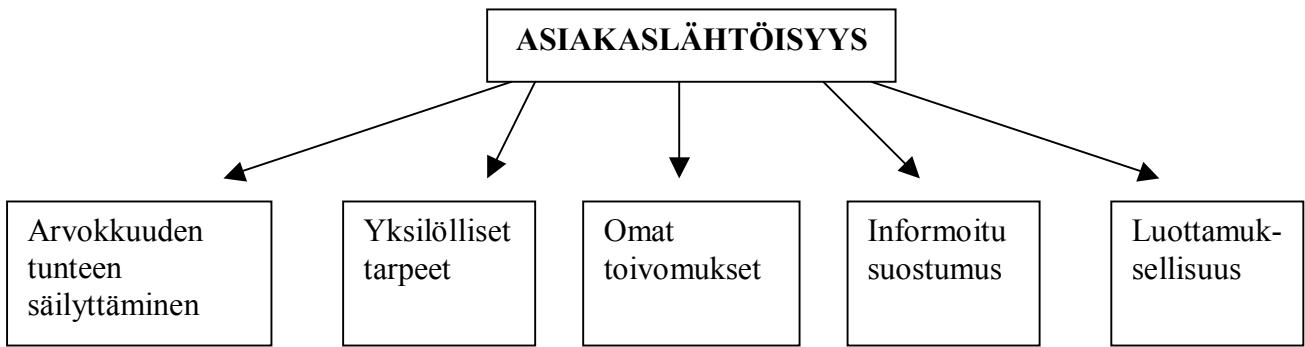 ASIAKASLÄHTÖISYYS
Arvokkuuden
tunteen
säilyttäminen
Yksilölliset
tarpeet
Omat
toivomukset
Informoitu
suostumus
Luottamuk-
sellisuus